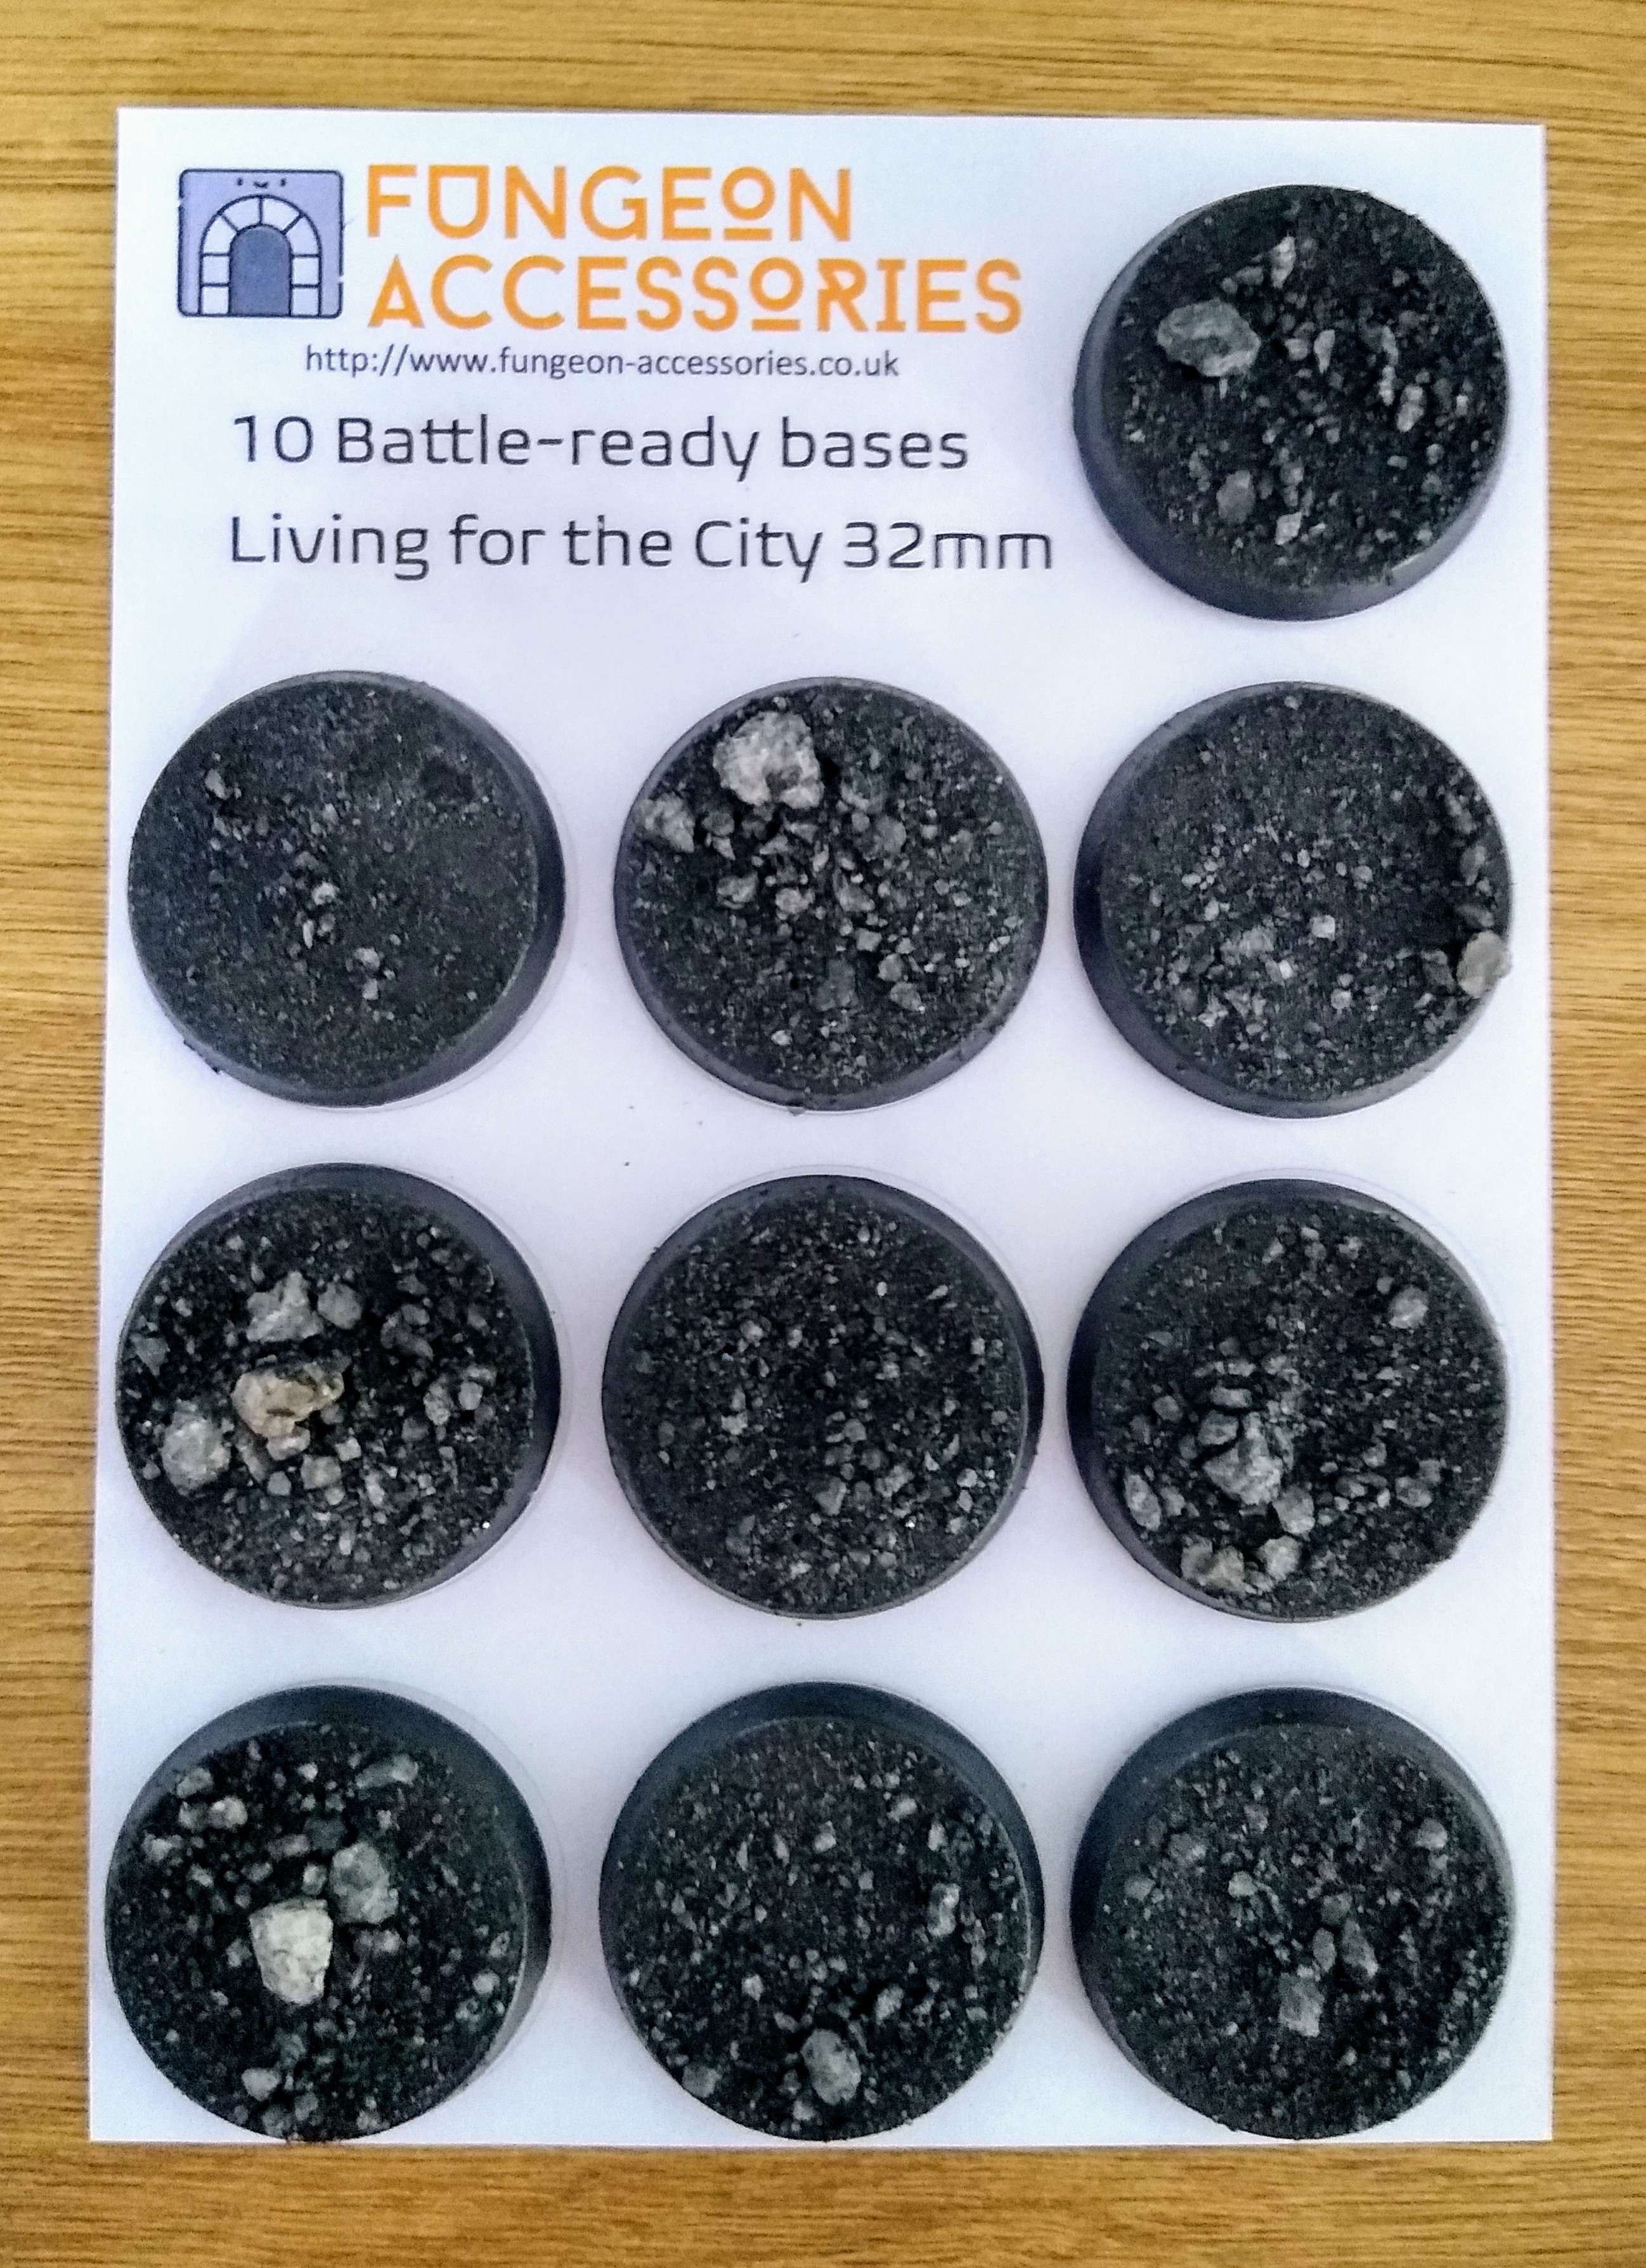 FUNGEON
ACCESSORIES
http://www.fungeon-accessories.co.uk
10 Battle-ready bases
Living for the City 32mm